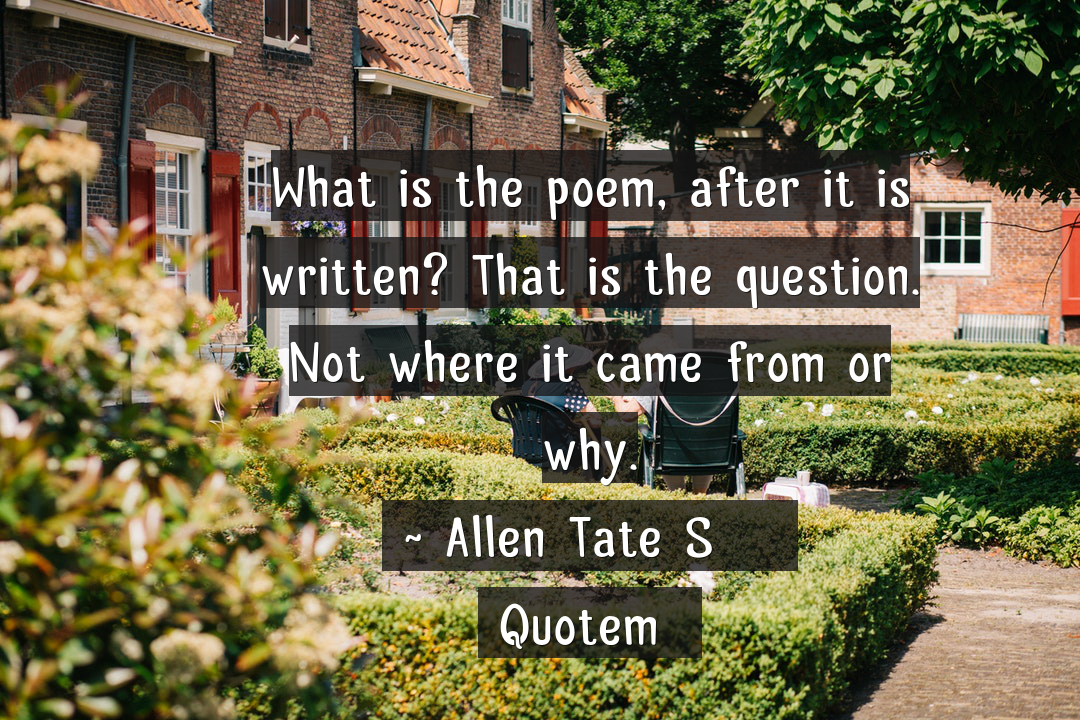 What is the poem, after it is
written? That is the question.
Not where it came from or
why.
~ Allen Tate S
Quotem